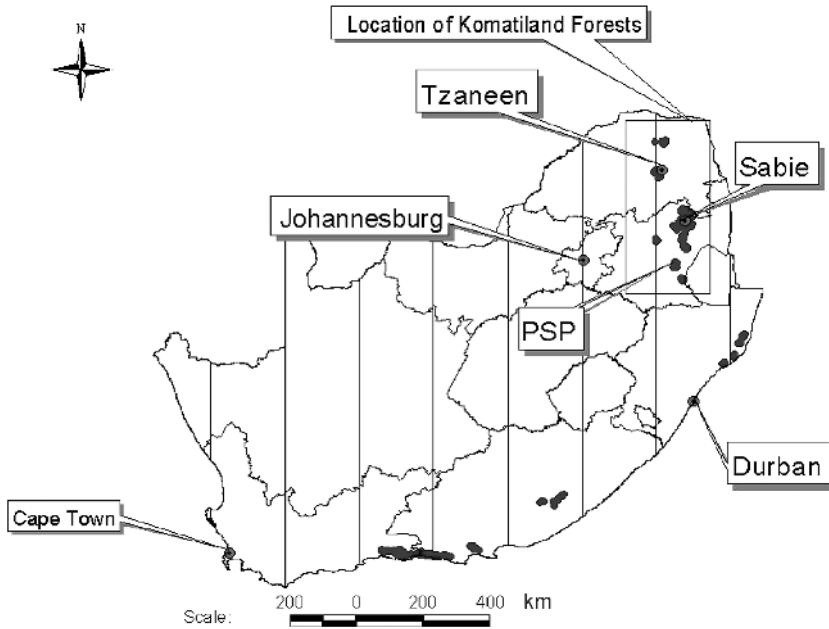 N
Location of Komatiland Forests
Tzaneen
Sabie
Johannesburg
PSP
Durban
Cape Town
Scale: 200 0 200 400 km